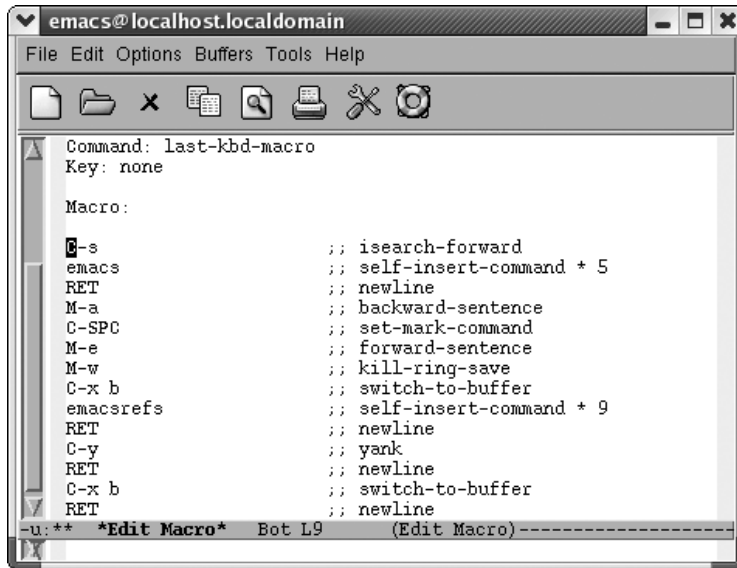 emacs@localhost.localdomain
File Edit Options Buffers Tools Help
Command: last-kbd-macro
Key: none
Macro:
C-s ;; isearch-forward
emacs ;; self-insert-command * 5
RET ;; newline
M-a ;; backward-sentence
C-SPC ;; set-mark-command
M-e ;; forward-sentence
M-w ;; kill-ring-save
C-x b ;; switch-to-buffer
emacsrefs ;; self-insert-command * 9
RET ;; newline
C-y ;; yank
RET ;; newline
C-x b ;; switch-to-buffer
RET ;; newline
-u:** *Edit Macro* Bot L9 (Edit Macro)--------------------